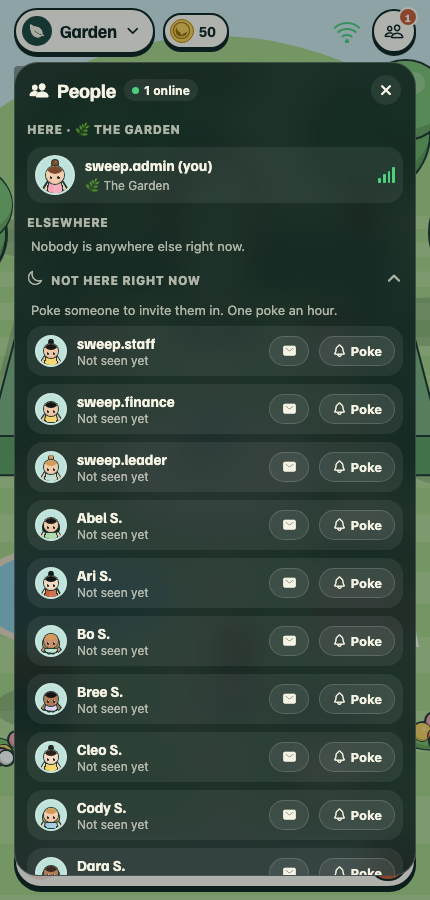 Garden
50
1
People
1 online
HERE · 🌿 THE GARDEN
sweep.admin (you)
🌿 The Garden
ELSEWHERE
Nobody is anywhere else right now.
NOT HERE RIGHT NOW
Poke someone to invite them in. One poke an hour.
sweep.staff
Not seen yet
Poke
sweep.finance
Not seen yet
Poke
sweep.leader
Not seen yet
Poke
Abel S.
Not seen yet
Poke
Ari S.
Not seen yet
Poke
Bo S.
Not seen yet
Poke
Bree S.
Not seen yet
Poke
Cleo S.
Not seen yet
Poke
Cody S.
Not seen yet
Poke
Dara S.
Poke